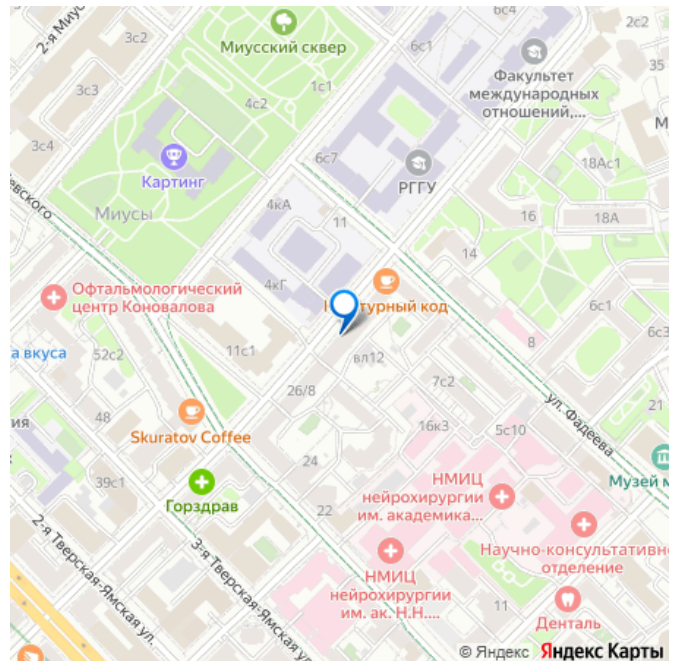 2-я Миус
6с4
2с2
Миусский сквер
6с1
35
3с3
1с1
Факультет
международных
отношений,...
4с2
М
3с4
6с7
18Ас1
Картинг
РГГУ
евского
Миусы
4кА
11
16
18А
14
Офтальмологический
центр Коновалова
4кГ
турный код
6с1
8
6с3
а вкуса
52с2
11с1
вл12
26/8
7с2
ул. Фадеева
21
ия
48
16к3
5с10
Skuratov Coffee
24
НМИЦ
нейрохирургии
им. академика...
Музей м
39с1
Горздрав
22
Научно-консультативн
отделение
2-я Тверская-Ямская ул.
3-я Тверская-Ямская ул.
НМИЦ
нейрохирургии
им. ак. Н.Н....
11
Денталь
© Яндекс Яндекс Карты